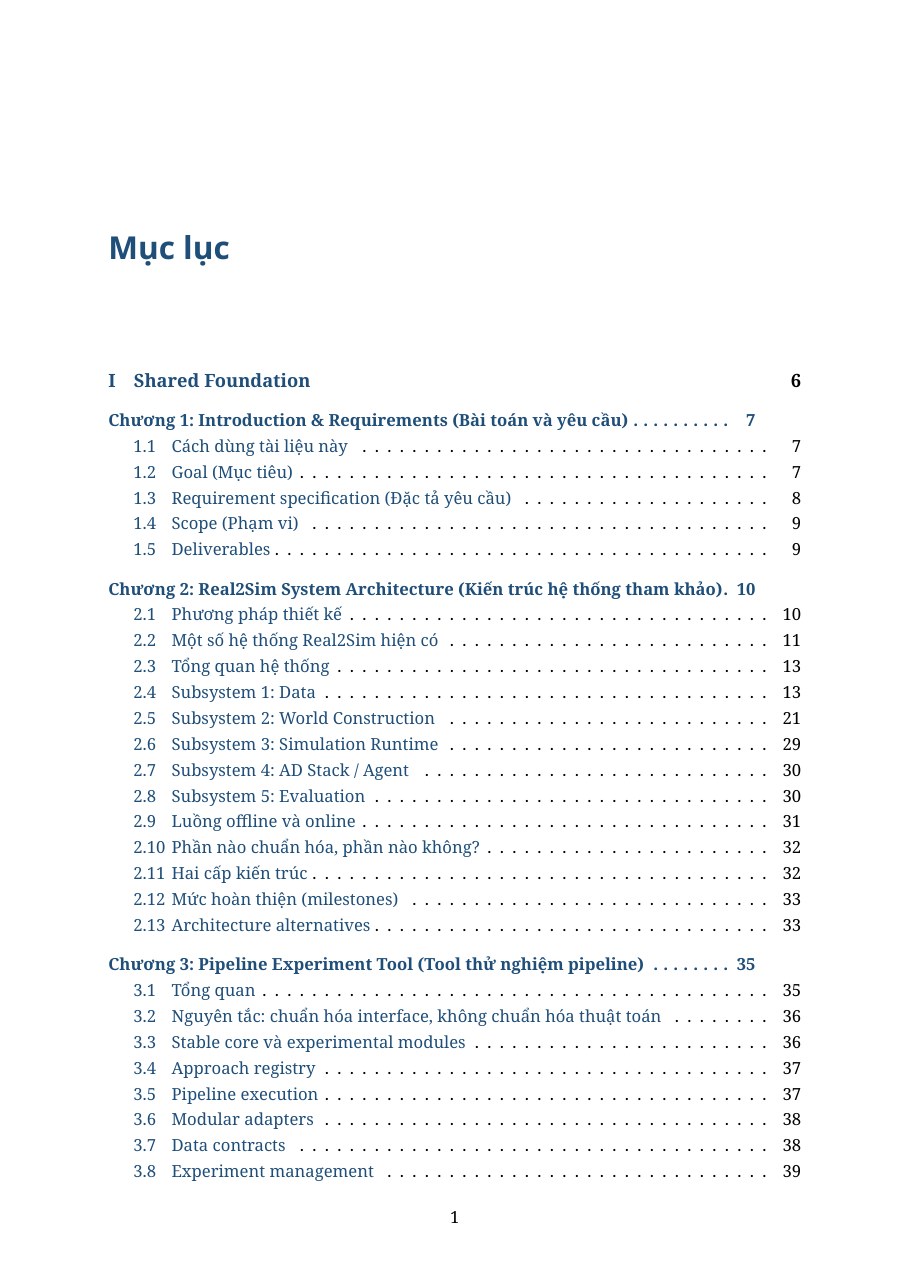 Mục lục
I Shared Foundation 6
Chương 1: Introduction & Requirements (Bài toán và yêu cầu) . . . . . . . . . . 7
1.1 Cách dùng tài liệu này . . . . . . . . . . . . . . . . . . . . . . . . . . . . . . . . . . 7
1.2 Goal (Mục tiêu) . . . . . . . . . . . . . . . . . . . . . . . . . . . . . . . . . . . . . . . 7
1.3 Requirement specification (Đặc tả yêu cầu) . . . . . . . . . . . . . . . . . . . . 8
1.4 Scope (Phạm vi) . . . . . . . . . . . . . . . . . . . . . . . . . . . . . . . . . . . . . . 9
1.5 Deliverables . . . . . . . . . . . . . . . . . . . . . . . . . . . . . . . . . . . . . . . . . 9
Chương 2: Real2Sim System Architecture (Kiến trúc hệ thống tham khảo) . 10
2.1 Phương pháp thiết kế . . . . . . . . . . . . . . . . . . . . . . . . . . . . . . . . . . . 10
2.2 Một số hệ thống Real2Sim hiện có . . . . . . . . . . . . . . . . . . . . . . . . . . . 11
2.3 Tổng quan hệ thống . . . . . . . . . . . . . . . . . . . . . . . . . . . . . . . . . . . . 13
2.4 Subsystem 1: Data . . . . . . . . . . . . . . . . . . . . . . . . . . . . . . . . . . . . . 13
2.5 Subsystem 2: World Construction . . . . . . . . . . . . . . . . . . . . . . . . . . . 21
2.6 Subsystem 3: Simulation Runtime . . . . . . . . . . . . . . . . . . . . . . . . . . . 29
2.7 Subsystem 4: AD Stack / Agent . . . . . . . . . . . . . . . . . . . . . . . . . . . . . 30
2.8 Subsystem 5: Evaluation . . . . . . . . . . . . . . . . . . . . . . . . . . . . . . . . . 30
2.9 Luồng offline và online . . . . . . . . . . . . . . . . . . . . . . . . . . . . . . . . . . 31
2.10 Phần nào chuẩn hóa, phần nào không? . . . . . . . . . . . . . . . . . . . . . . . . 32
2.11 Hai cấp kiến trúc . . . . . . . . . . . . . . . . . . . . . . . . . . . . . . . . . . . . . . 32
2.12 Mức hoàn thiện (milestones) . . . . . . . . . . . . . . . . . . . . . . . . . . . . . . 33
2.13 Architecture alternatives . . . . . . . . . . . . . . . . . . . . . . . . . . . . . . . . . 33
Chương 3: Pipeline Experiment Tool (Tool thử nghiệm pipeline) . . . . . . . . 35
3.1 Tổng quan . . . . . . . . . . . . . . . . . . . . . . . . . . . . . . . . . . . . . . . . . . 35
3.2 Nguyên tắc: chuẩn hóa interface, không chuẩn hóa thuật toán . . . . . . . . 36
3.3 Stable core và experimental modules . . . . . . . . . . . . . . . . . . . . . . . . . 36
3.4 Approach registry . . . . . . . . . . . . . . . . . . . . . . . . . . . . . . . . . . . . . 37
3.5 Pipeline execution . . . . . . . . . . . . . . . . . . . . . . . . . . . . . . . . . . . . . 37
3.6 Modular adapters . . . . . . . . . . . . . . . . . . . . . . . . . . . . . . . . . . . . . 38
3.7 Data contracts . . . . . . . . . . . . . . . . . . . . . . . . . . . . . . . . . . . . . . . 38
3.8 Experiment management . . . . . . . . . . . . . . . . . . . . . . . . . . . . . . . . 39
1